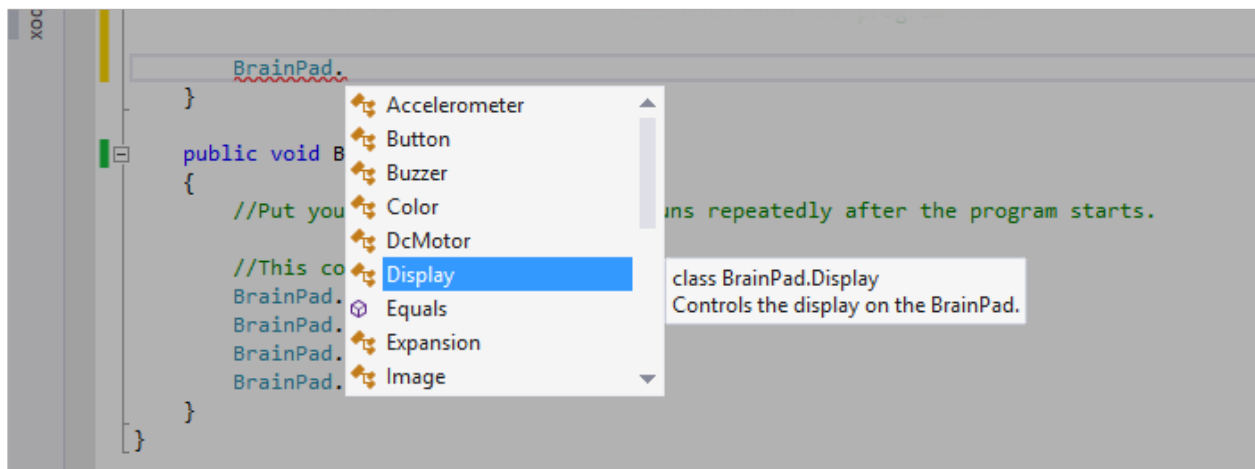 BrainPad.
}
Accelerometer
Button
Buzzer
Color
DcMotor
Display
Equals
Expansion
Image
class BrainPad.Display
Controls the display on the BrainPad.
public void B
{
//Put you
uns repeatedly after the program starts.
//This co
BrainPad.
BrainPad.
BrainPad.
BrainPad.
}
}